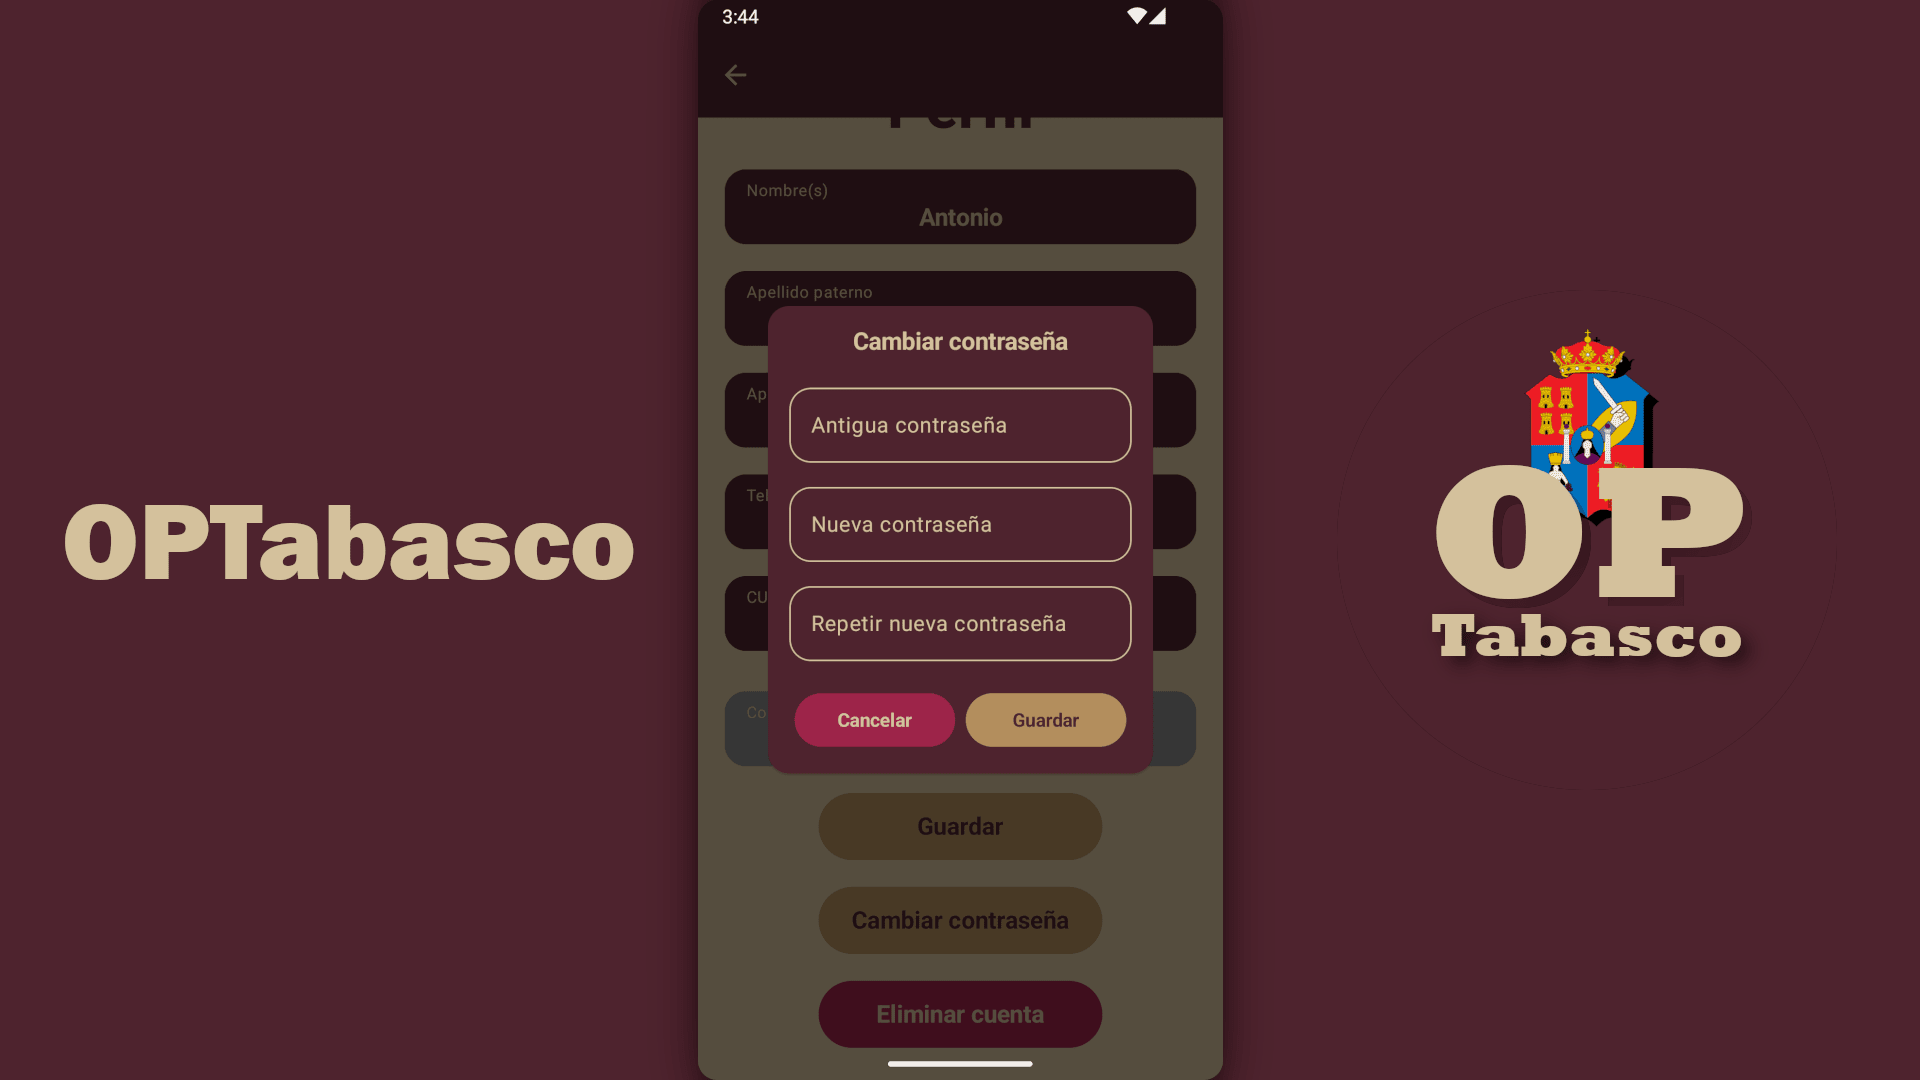 OPTabasco
3:44
Perfil
Nombre(s)
Antonio
Apellido paterno
Ap
Tel
CU
Co
Cambiar contraseña
Antigua contraseña
Nueva contraseña
Repetir nueva contraseña
Cancelar
Guardar
Guardar
Cambiar contraseña
Eliminar cuenta
OP
Tabasco